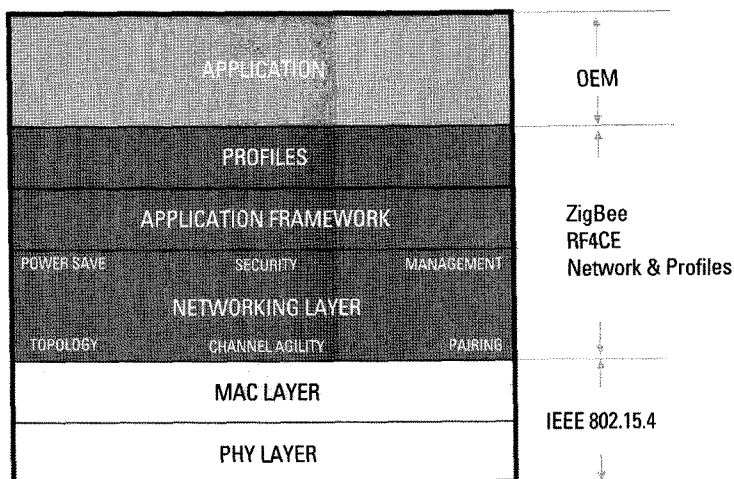 APPLICATION
OEM
PROFILES
APPLICATION FRAMEWORK
ZigBee
RF4CE
Network & Profiles
POWER SAVE SECURITY MANAGEMENT
NETWORKING LAYER
TOPOLOGY CHANNEL AGILITY PAIRING
MAC LAYER
IEEE 802.15.4
PHY LAYER